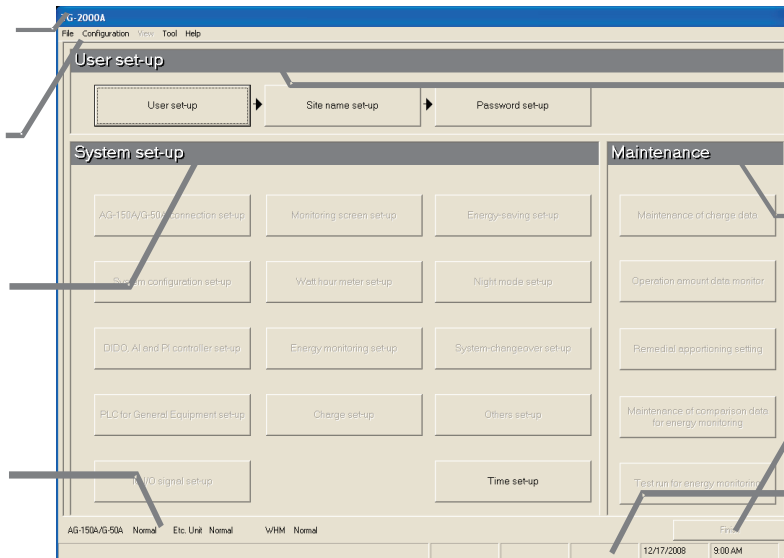 TG-2000A
File Configuration View Tool Help
User set-up
User set-up
Site name set-up
Password set-up
System set-up
Maintenance
AG-150A/G-50A connection set-up
Monitoring screen set-up
Energy-saving set-up
Maintenance of charge data
System configuration set-up
Watt hour meter set-up
Night mode set-up
Operation amount data monitor
DIDO, AI and PI controller set-up
Energy monitoring set-up
System-changeover set-up
Remedial apportioning setting
PLC for General Equipment set-up
Charge set-up
Others set-up
Maintenance of comparison data
for energy monitoring
signal set-up
Time set-up
Test run for energy monitoring
AG-150A/G-50A Normal Etc. Unit Normal WHM Normal
12/17/2008 9:00 AM